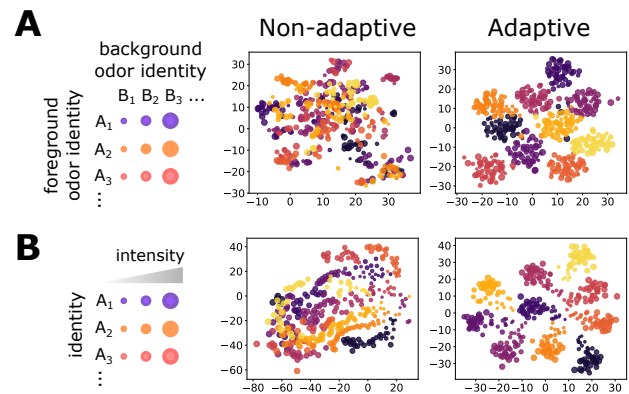 A
Non-adaptive
Adaptive
background
odor identity
B1 B2 B3 ...
foreground
odor identity
A1
A2
A3
...
30
20
10
0
−10
−20
−30
−10 0 10 20 30
30
20
10
0
−10
−20
−30
−30 −20 −10 0 10 20 30
B
intensity
identity
A1
A2
A3
...
40
20
0
−20
−40
−60
−80 −60 −40 −20 0 20
40
30
20
10
0
−10
−20
−30
−30 −20 −10 0 10 20 30